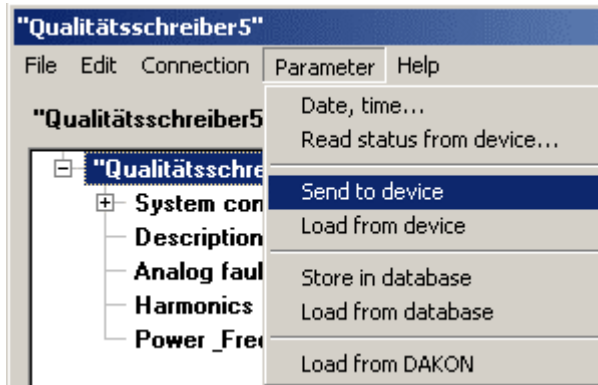 "Qualitätsschreiber5"
File Edit Connection Parameter Help
"Qualitätsschreiber5
Date, time...
Read status from device...
"Qualitätsschre
Send to device
System con
Load from device
Description
Analog faul
Store in database
Harmonics
Load from database
Power _Fre
Load from DAKON